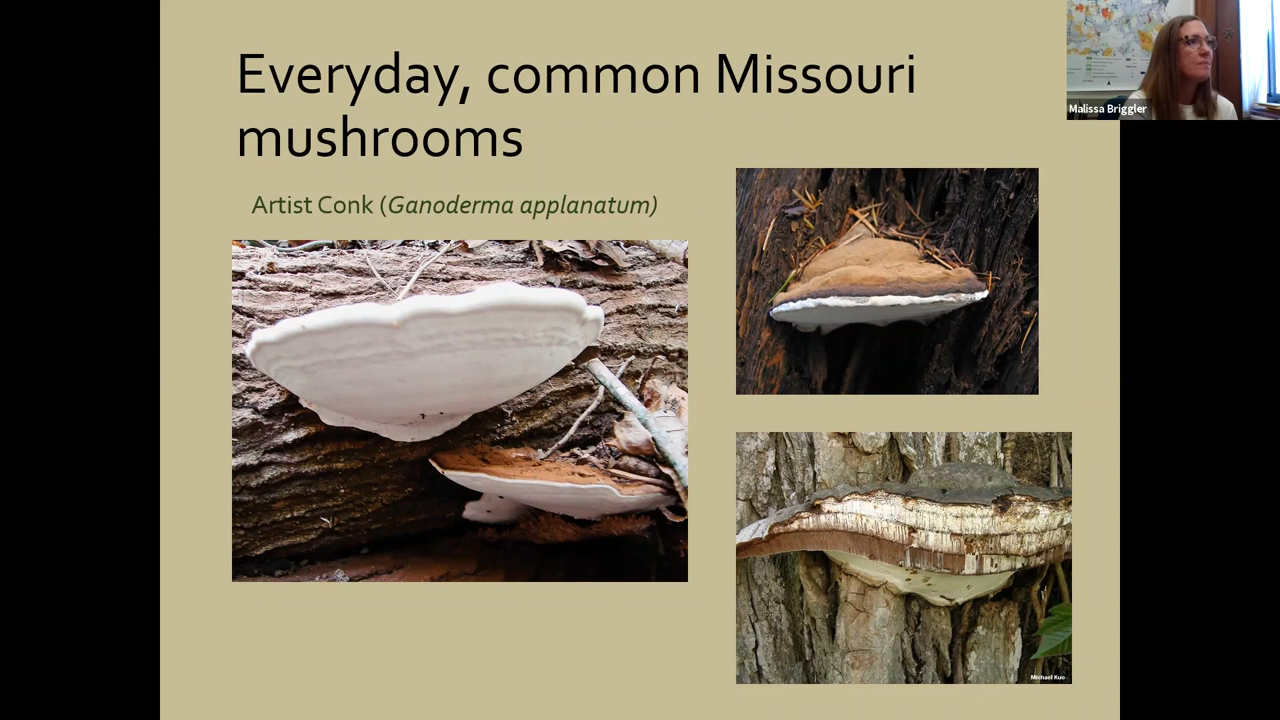 Everyday, common Missouri
mushrooms
Artist Conk (Ganoderma applanatum)
Malissa Briggler
Michael Kuo